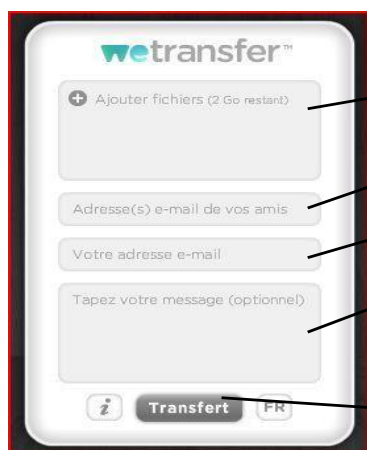 wetransfer™
Ajouter fichiers (2 Go restant)
Adresse(s) e-mail de vos amis
Votre adresse e-mail
Tapez votre message (optionnel)
i Transfert FR